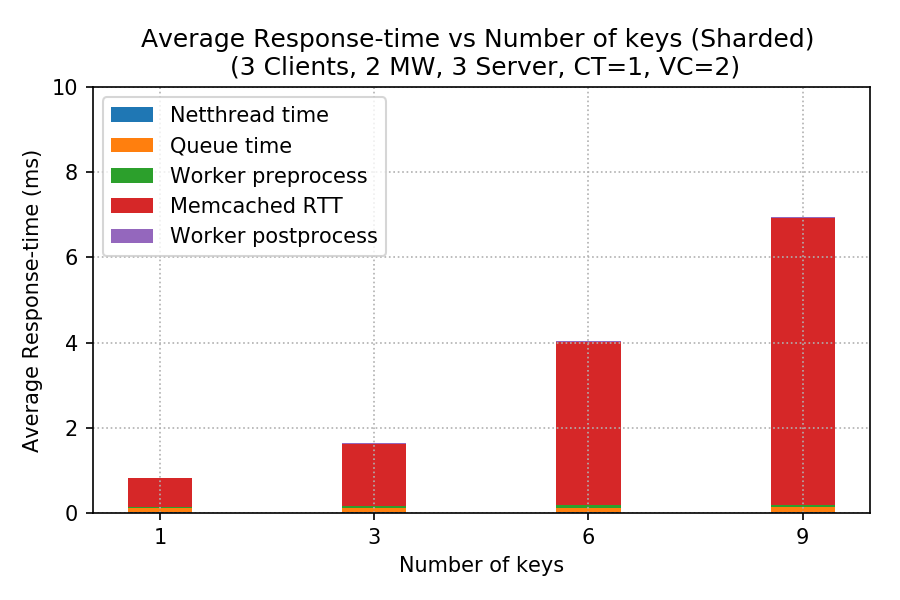 Average Response-time vs Number of keys (Sharded)
(3 Clients, 2 MW, 3 Server, CT=1, VC=2)
Average Response-time (ms)
10
8
6
4
2
0
Netthread time
Queue time
Worker preprocess
Memcached RTT
Worker postprocess
1 3 6 9
Number of keys